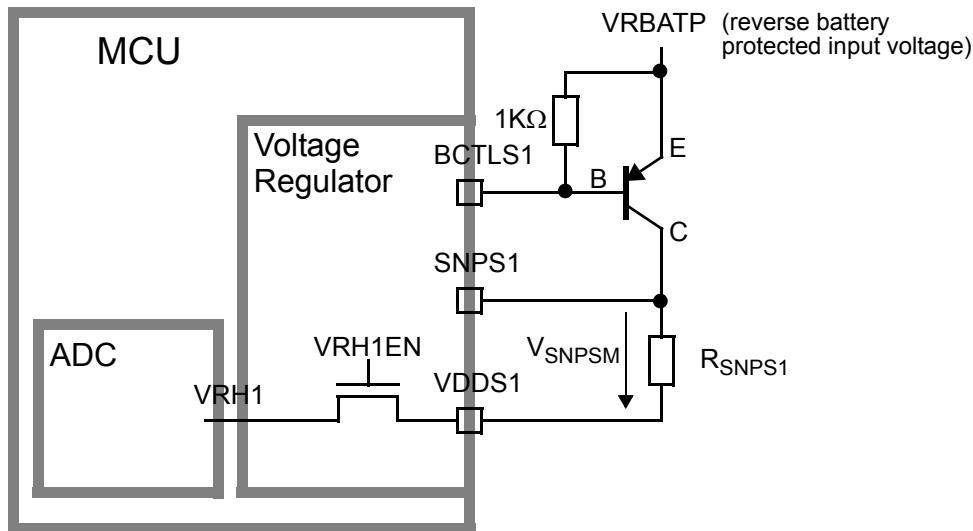 VRBATP (reverse battery
protected input voltage)
MCU
1KΩ
Voltage
Regulator
BCTLS1
B
E
C
SNPS1
ADC
VRH1EN
VRH1
VDDS1
VSNPSM
RSNPS1